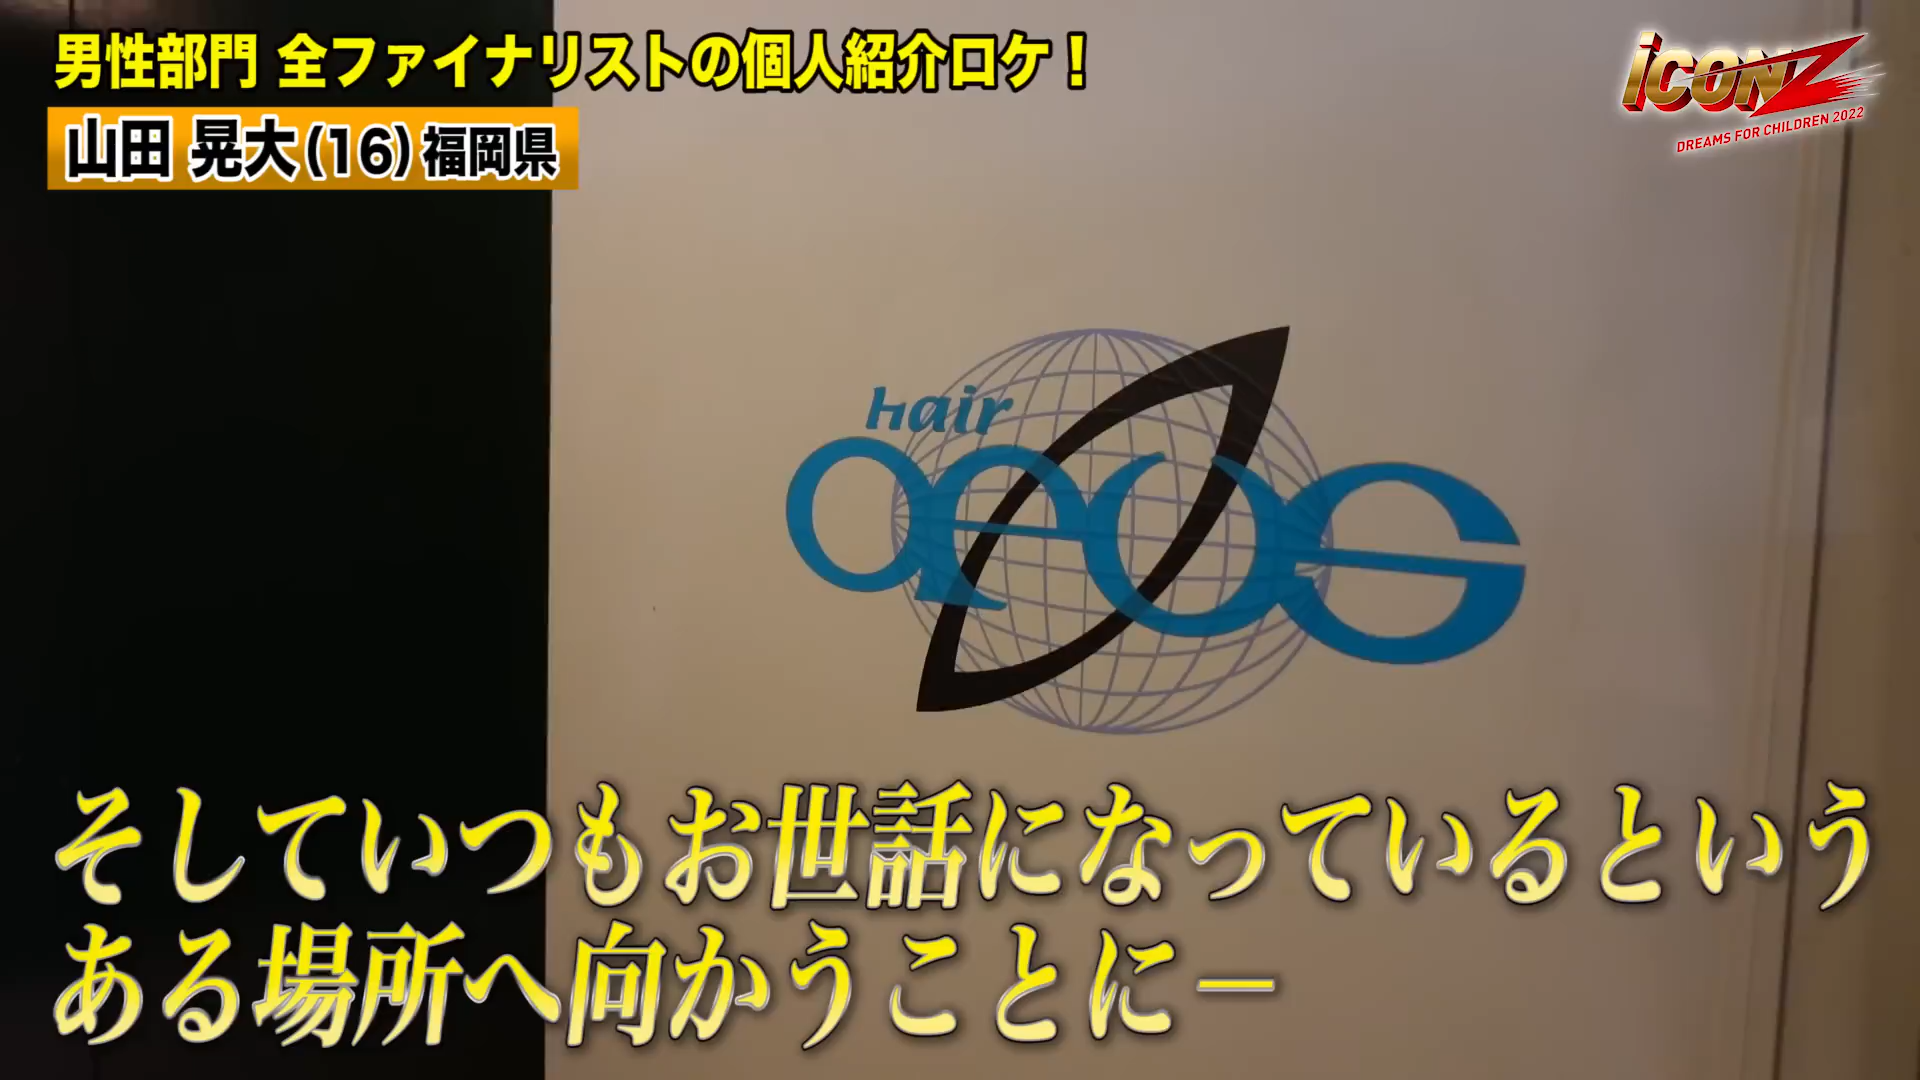 男性部門 全ファイナリストの個人紹介ロケ！
山田 晃大(16) 福岡県
iCON Z
DREAMS FOR CHILDREN 2022
hair
aeus
そしていつもお世話になっているという
ある場所へ向かうことに－